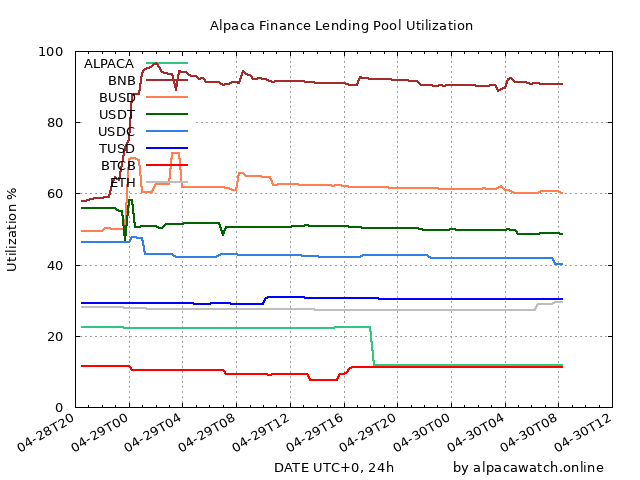 Alpaca Finance Lending Pool Utilization
100
80
60
40
20
0
Utilization %
ALPACA
BNB
BUSD
USDT
USDC
TUSD
BTCB
ETH
04-28T20
04-29T00
04-29T04
04-29T08
04-29T12
04-29T16
04-29T20
04-30T00
04-30T04
04-30T08
04-30T12
DATE UTC+0, 24h
by alpacawatch.online